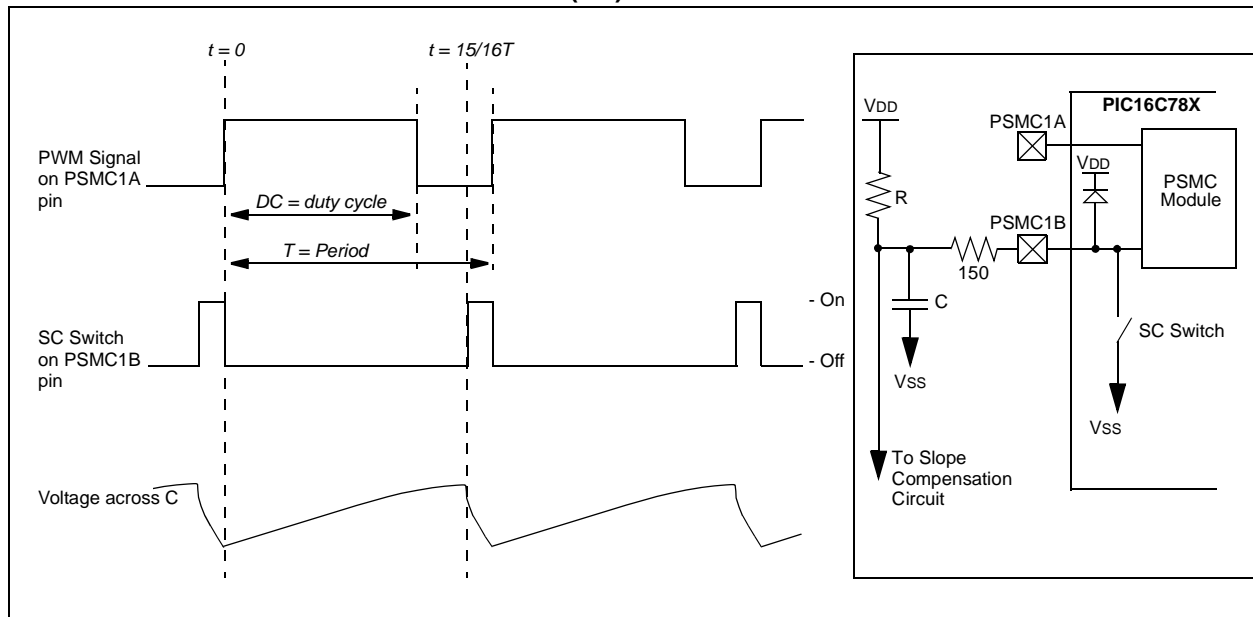 t = 0
t = 15/16T
PWM Signal
on PSMC1A
pin
DC = duty cycle
T = Period
SC Switch
on PSMC1B
pin
- On
- Off
Voltage across C
VDD
R
C
VSS
150
To Slope
Compensation
Circuit
PIC16C78X
PSMC1A
VDD
PSMC
Module
PSMC1B
SC Switch
VSS